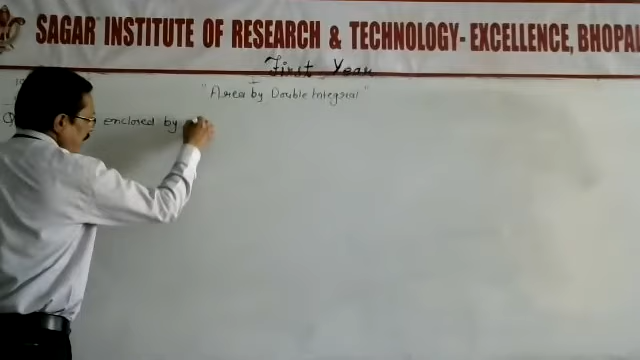 SAGAR INSTITUTE OF RESEARCH & TECHNOLOGY- EXCELLENCE, BHOPAL
First Year
"Area by Double Integral"
enclosed by